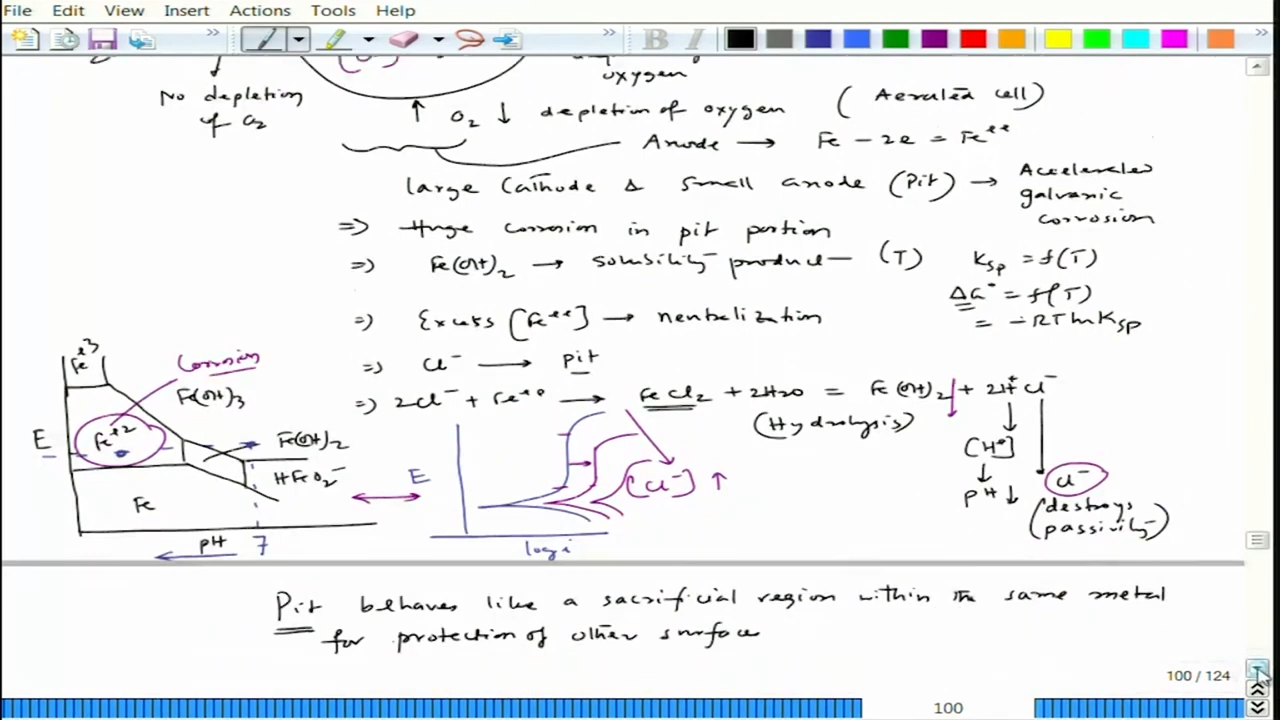 File Edit View Insert Actions Tools Help
oxygen
No depletion of O2
↑ O2 ↓ depletion of oxygen (Aerated cell)
Anode → Fe - 2e = Fe++
large Cathode & small anode (Pit) → Accelerated galvanic corrosion
⇒ Huge corrosion in pit portion
⇒ Fe(OH)2 → solubility product — (T) Ksp = f(T)
ΔG° = f(T)
= -RT ln Ksp
⇒ Excess [Fe++] → neutralization
⇒ Cl- → pit
⇒ 2Cl- + Fe++ → FeCl2 + 2H2O = Fe(OH)2 ↓ + 2H+ Cl-
(Hydrolysis)
[H+]
↓
pH ↓
Cl-
(destroys passivity)
Fe+3
Corrosion
Fe(OH)3
E
Fe+2
Fe(OH)2
HFeO2-
Fe
pH 7
E
[Cl-] ↑
log i
Pit behaves like a sacrificial region within the same metal
for protection of other surface
100 / 124
100